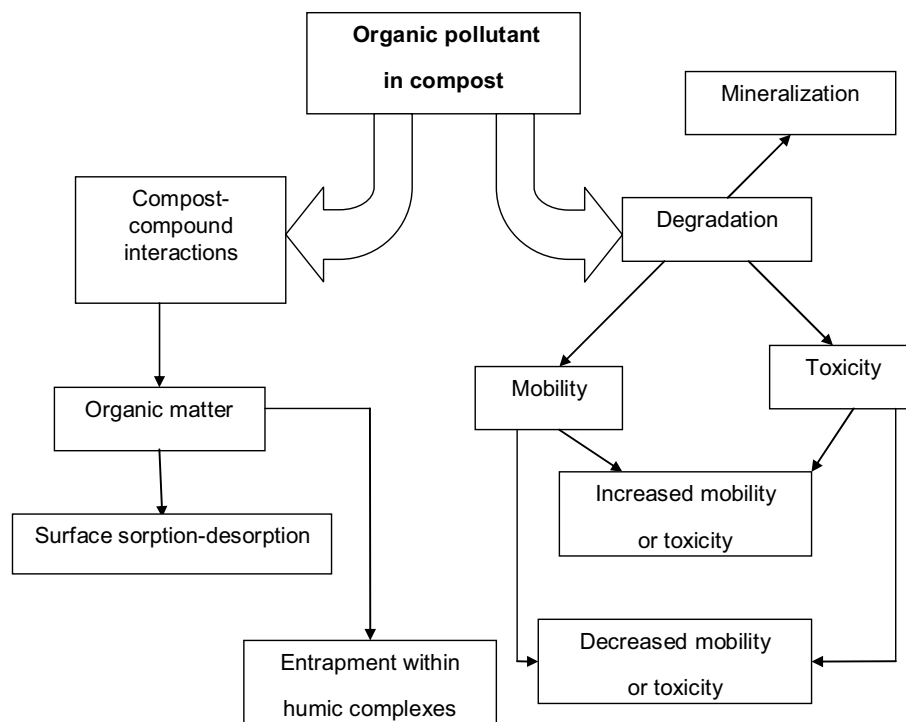 Organic pollutant
in compost
Mineralization
Compost-
compound
interactions
Degradation
Organic matter
Mobility
Toxicity
Surface sorption-desorption
Increased mobility
or toxicity
Entrapment within
humic complexes
Decreased mobility
or toxicity